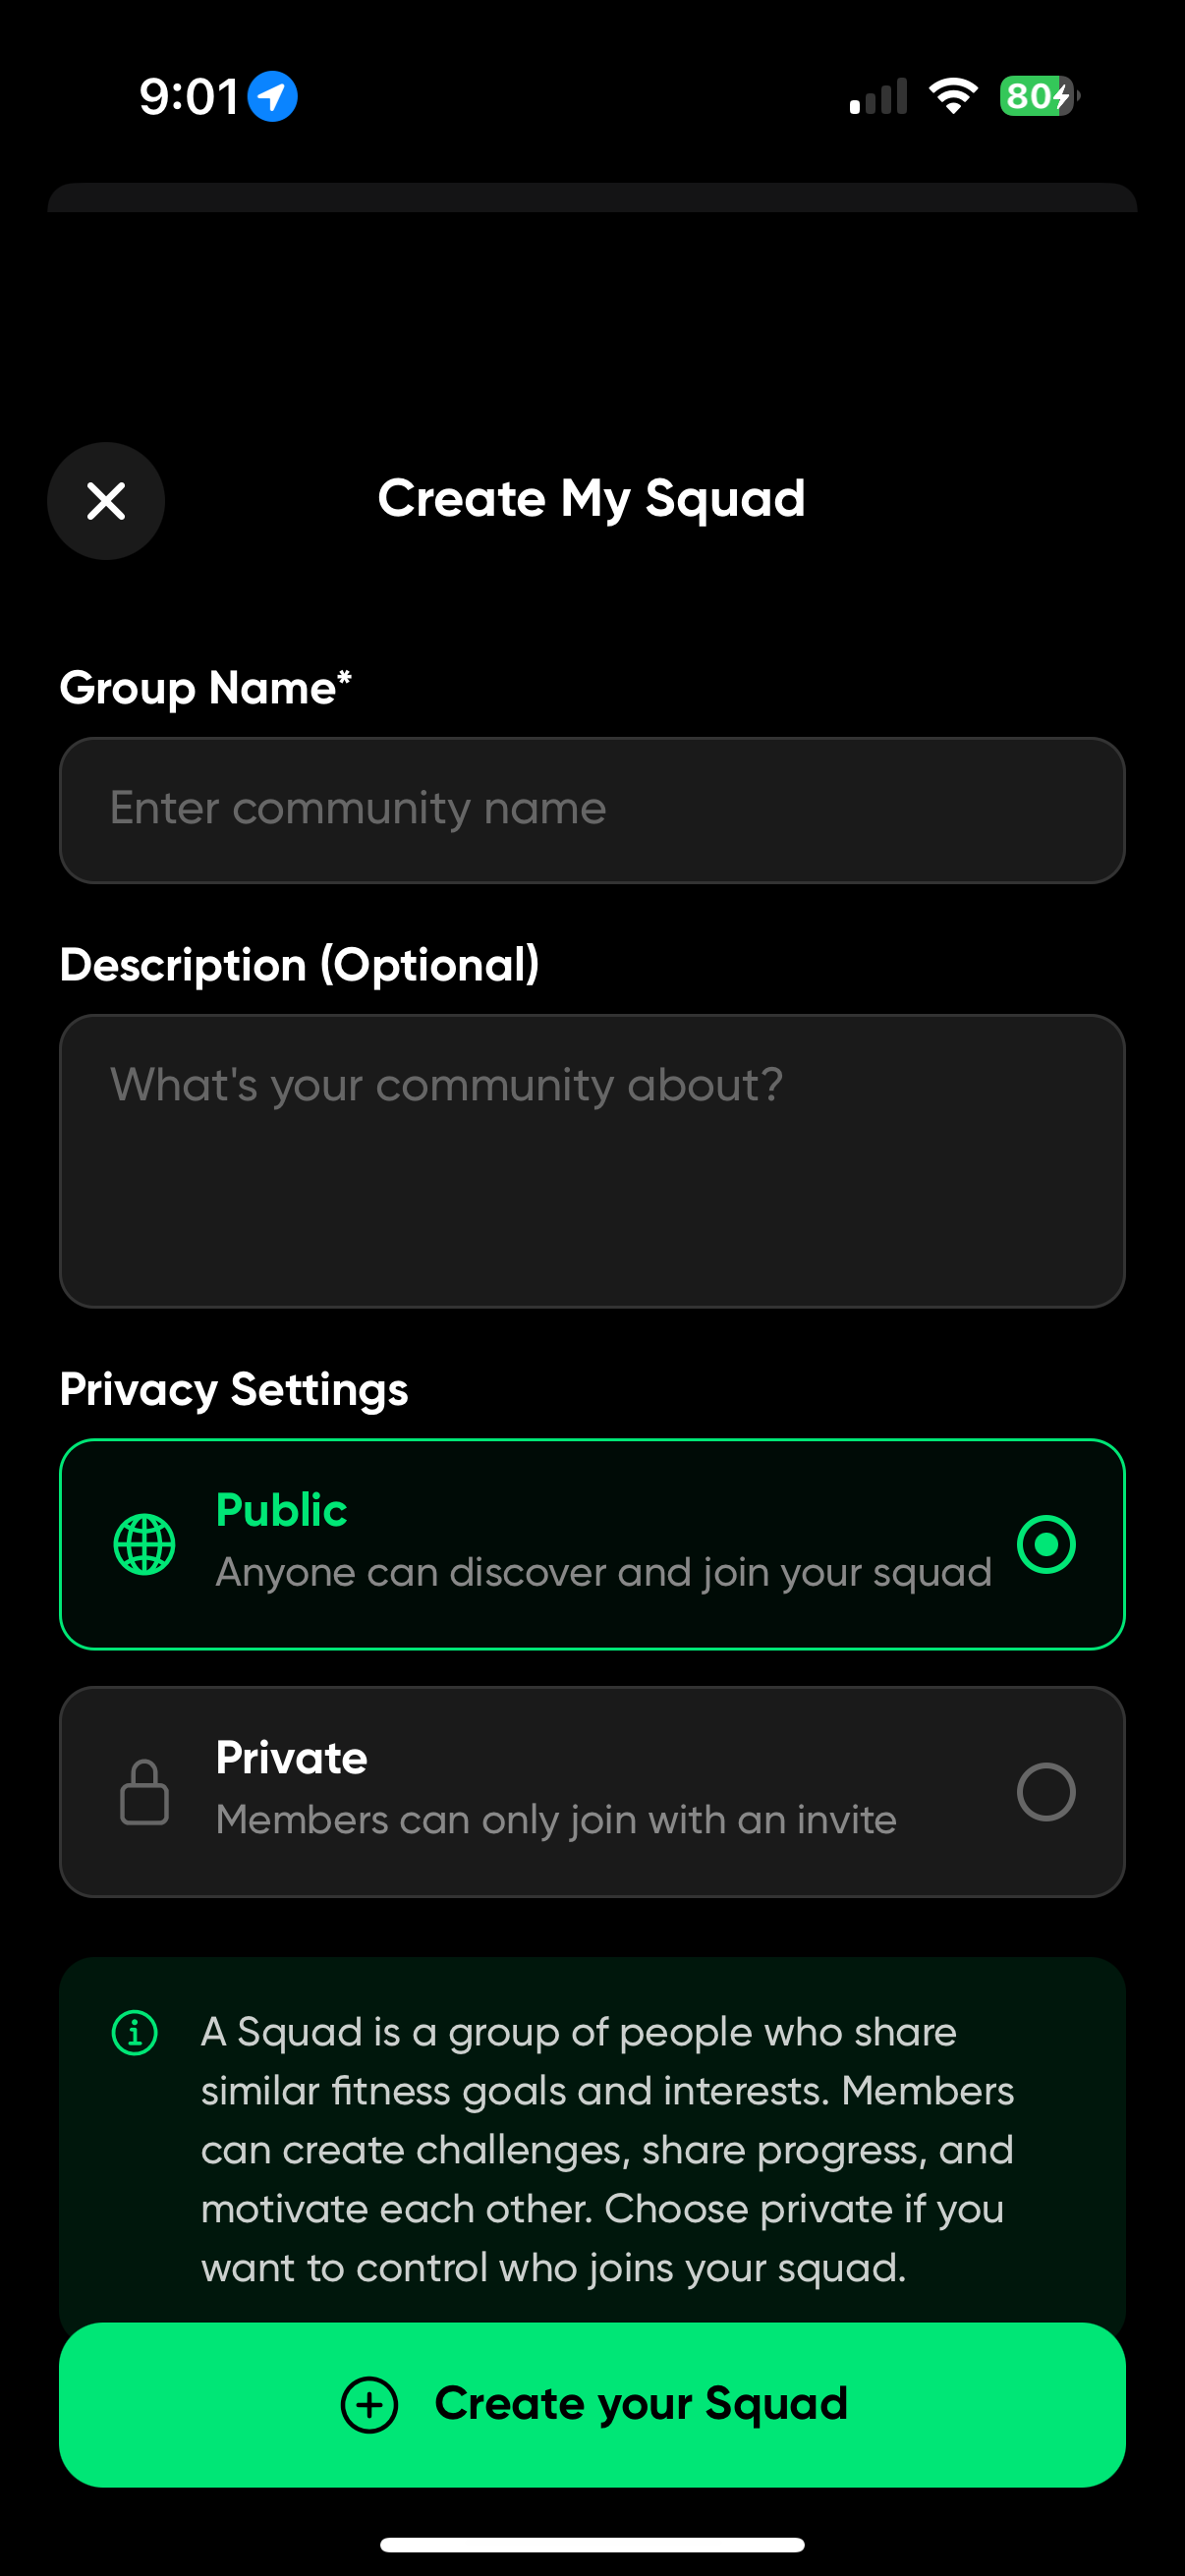 9:01
80
Create My Squad
Group Name*
Enter community name
Description (Optional)
What's your community about?
Privacy Settings
Public
Anyone can discover and join your squad
Private
Members can only join with an invite
A Squad is a group of people who share
similar fitness goals and interests. Members
can create challenges, share progress, and
motivate each other. Choose private if you
want to control who joins your squad.
Create your Squad